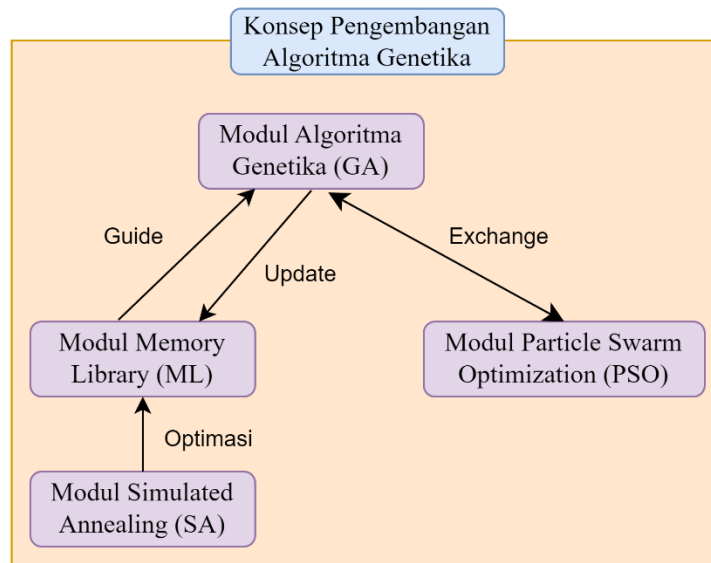 Konsep Pengembangan
Algoritma Genetika
Modul Algoritma
Genetika (GA)
Guide
Update
Exchange
Modul Memory
Library (ML)
Modul Particle Swarm
Optimization (PSO)
Optimasi
Modul Simulated
Annealing (SA)